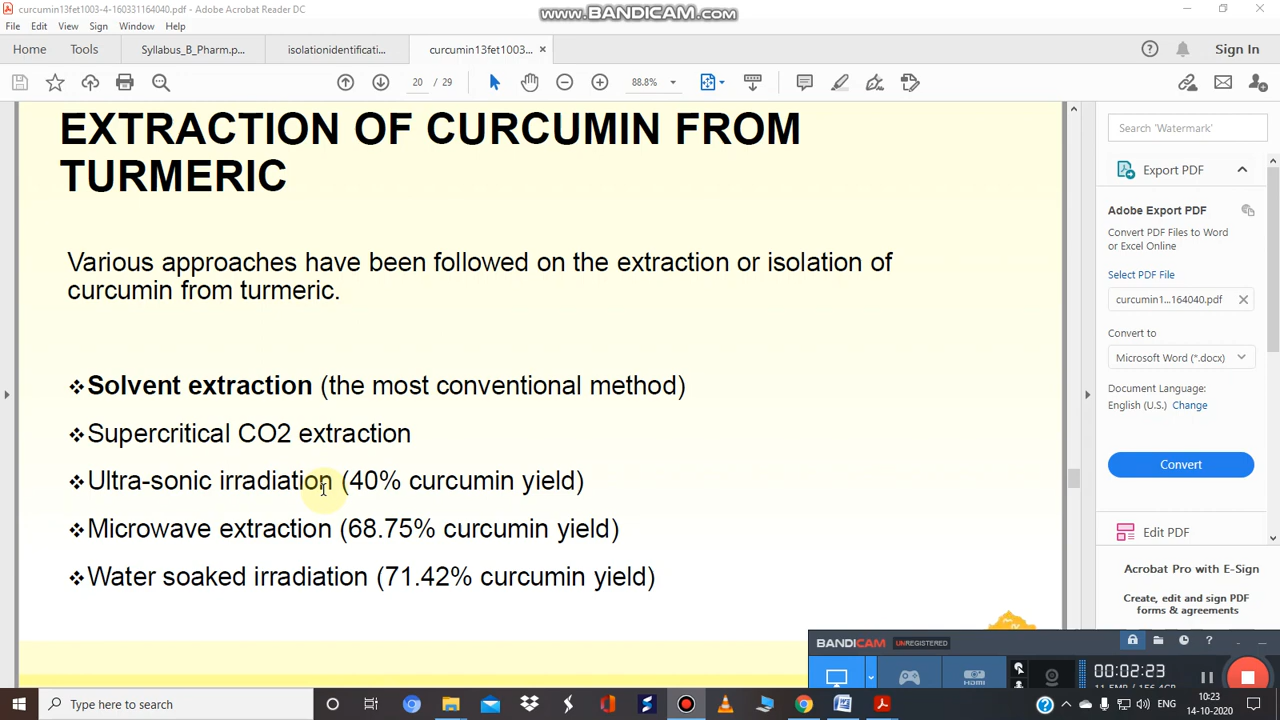 curcumin13fet1003-4-160331164040.pdf - Adobe Acrobat Reader DC
www.BANDICAM.com
File Edit View Sign Window Help
Home Tools Syllabus_B_Pharm.p... isolationidentificati... curcumin13fet1003... × Sign In
20 / 29 88.8%
EXTRACTION OF CURCUMIN FROM
TURMERIC
Various approaches have been followed on the extraction or isolation of
curcumin from turmeric.
❖Solvent extraction (the most conventional method)
❖Supercritical CO2 extraction
❖Ultra-sonic irradiation (40% curcumin yield)
❖Microwave extraction (68.75% curcumin yield)
❖Water soaked irradiation (71.42% curcumin yield)
Search 'Watermark'
Export PDF
Adobe Export PDF
Convert PDF Files to Word
or Excel Online
Select PDF File
curcumin1...164040.pdf
Convert to
Microsoft Word (*.docx)
Document Language:
English (U.S.) Change
Convert
Edit PDF
Acrobat Pro with E-Sign
Create, edit and sign PDF
forms & agreements
BANDICAM UNREGISTERED
HDMI
00:02:23
Type here to search
ENG
10:23
14-10-2020